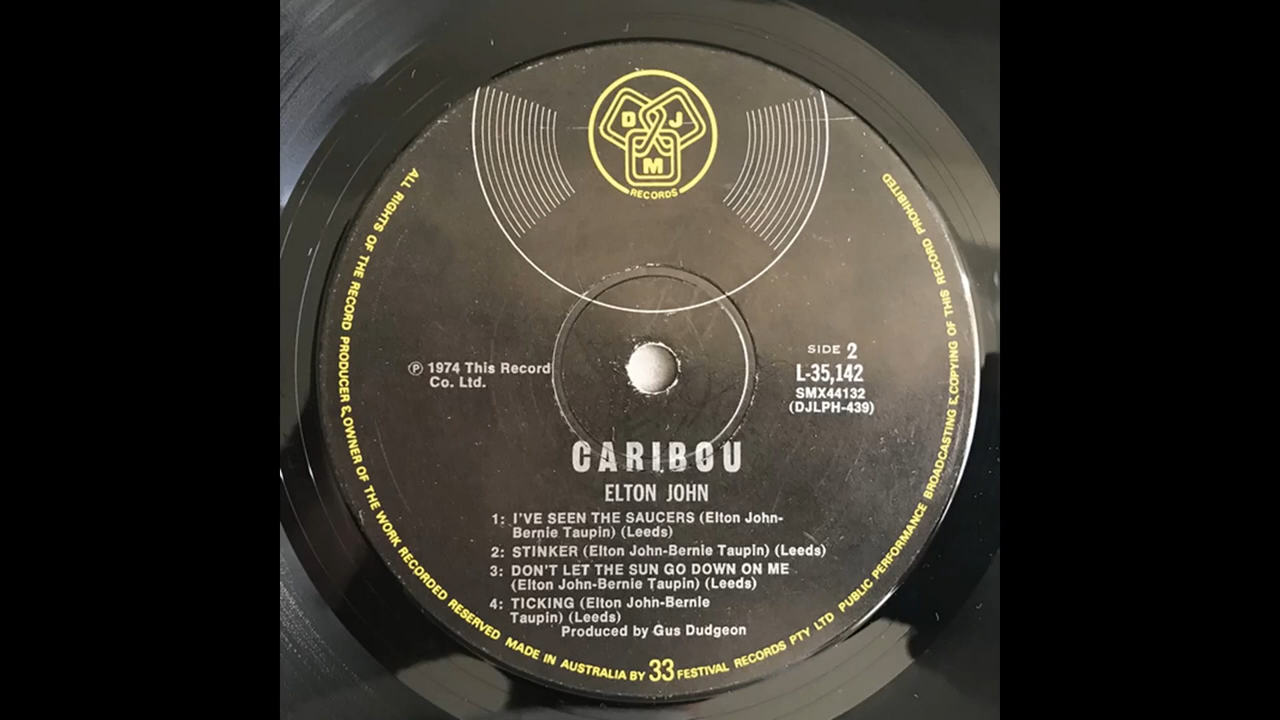 D J
M
RECORDS
ALL RIGHTS OF THE RECORD PRODUCER & OWNER OF THE WORK RECORDED RESERVED MADE IN AUSTRALIA BY 33 FESTIVAL RECORDS PTY LTD PUBLIC PERFORMANCE BROADCASTING & COPYING OF THIS RECORD PROHIBITED
℗ 1974 This Record
Co. Ltd.
SIDE 2
L-35,142
SMX44132
(DJLPH-439)
CARIBOU
ELTON JOHN
1: I'VE SEEN THE SAUCERS (Elton John-
Bernie Taupin) (Leeds)
2: STINKER (Elton John-Bernie Taupin) (Leeds)
3: DON'T LET THE SUN GO DOWN ON ME
(Elton John-Bernie Taupin) (Leeds)
4: TICKING (Elton John-Bernie
Taupin) (Leeds)
Produced by Gus Dudgeon